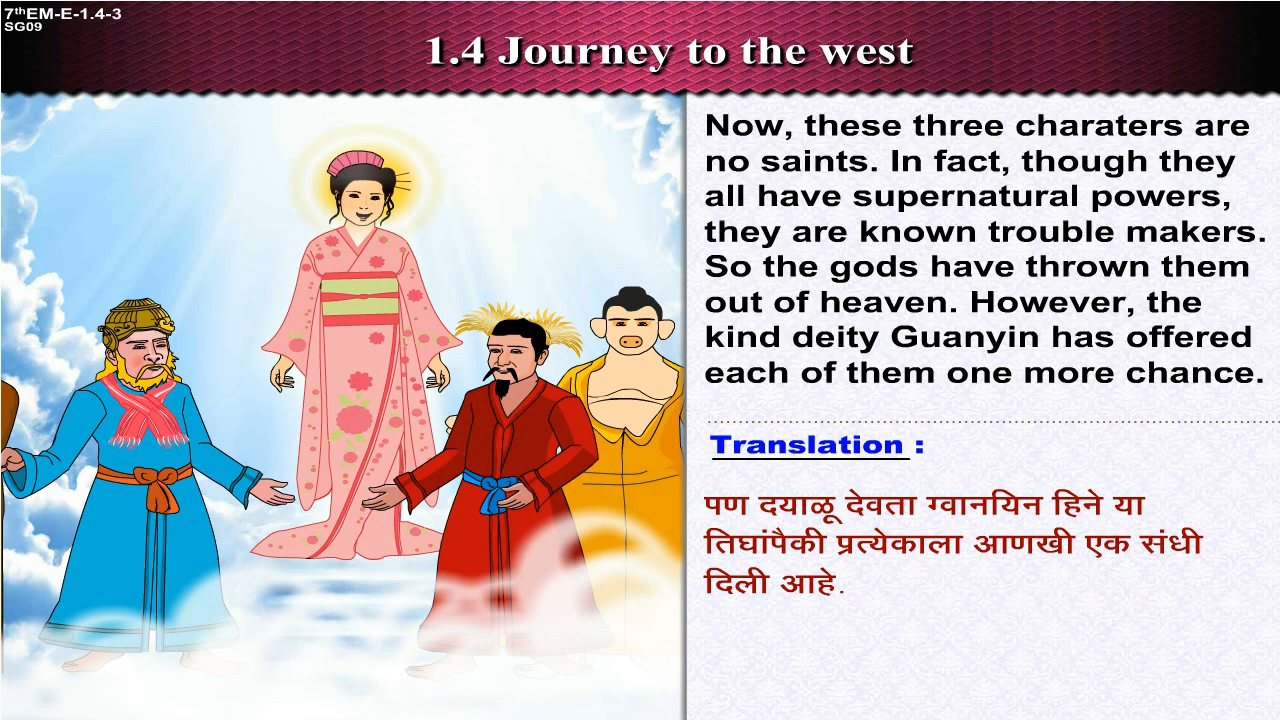 7thEM-E-1.4-3
SG09
1.4 Journey to the west
Now, these three charaters are
no saints. In fact, though they
all have supernatural powers,
they are known trouble makers.
So the gods have thrown them
out of heaven. However, the
kind deity Guanyin has offered
each of them one more chance.
Translation :
पण दयाळू देवता ग्वानयिन हिने या
तिघांपैकी प्रत्येकाला आणखी एक संधी
दिली आहे.